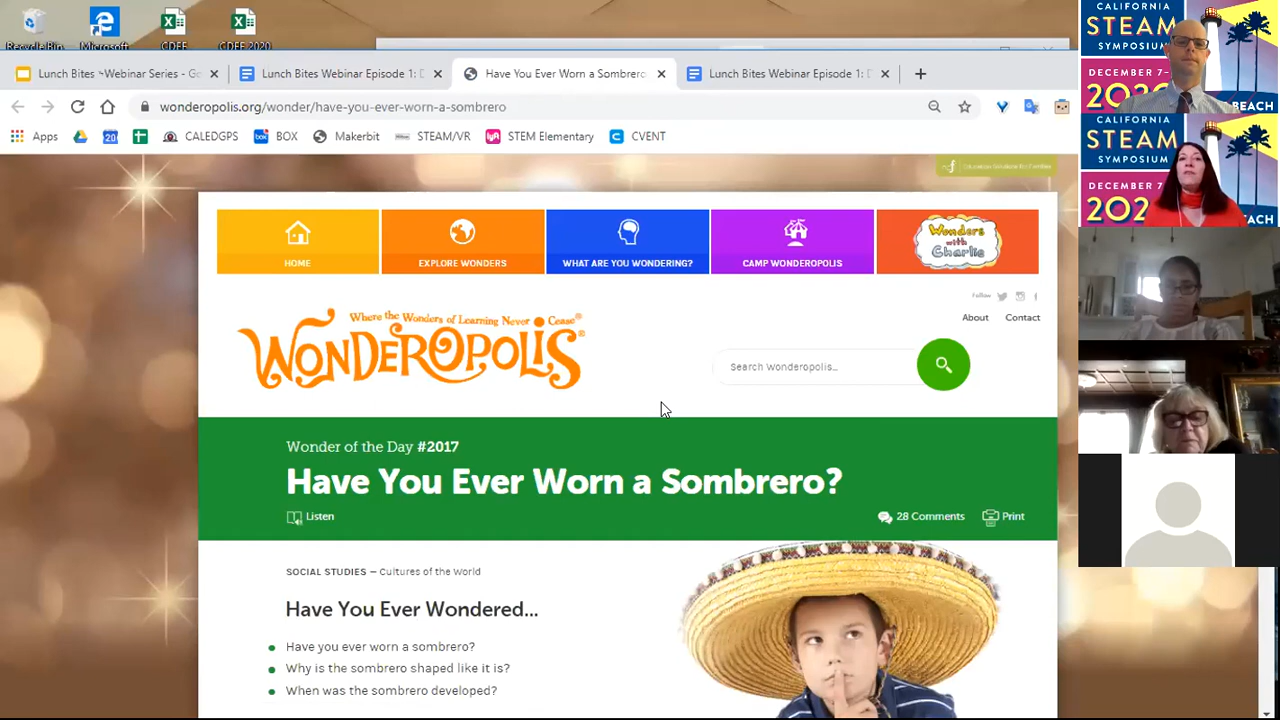 Recycle Bin
Microsoft
CDEF
CDEF 2020
Lunch Bites - Webinar Series - Go
Lunch Bites Webinar Episode 1: D
Have You Ever Worn a Sombrero
Lunch Bites Webinar Episode 1: D
wonderopolis.org/wonder/have-you-ever-worn-a-sombrero
Apps
CALEDGPS
BOX
Makerbit
STEAM/VR
STEM Elementary
CVENT
HOME
EXPLORE WONDERS
WHAT ARE YOU WONDERING?
CAMP WONDEROPOLIS
Wonders with Charlie
Follow
About
Contact
Where the Wonders of Learning Never Cease®
WONDEROPOLIS®
Search Wonderopolis...
Wonder of the Day #2017
Have You Ever Worn a Sombrero?
Listen
28 Comments
Print
SOCIAL STUDIES — Cultures of the World
Have You Ever Wondered...
Have you ever worn a sombrero?
Why is the sombrero shaped like it is?
When was the sombrero developed?
CALIFORNIA
STEAM
SYMPOSIUM
DECEMBER 7-
BEACH
CALIFORNIA
STEAM
SYMPOSIUM
DECEMBER 7
EACH